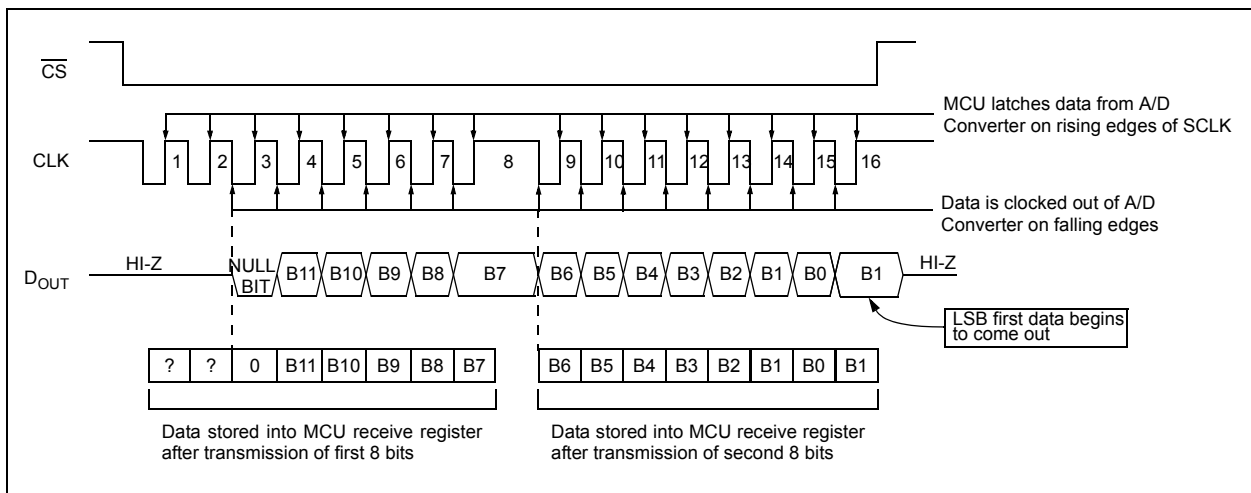 CS
MCU latches data from A/D
Converter on rising edges of SCLK
CLK
1 2 3 4 5 6 7 8 9 10 11 12 13 14 15 16
Data is clocked out of A/D
Converter on falling edges
DOUT
HI-Z
NULL
BIT
B11 B10 B9 B8 B7 B6 B5 B4 B3 B2 B1 B0 B1
HI-Z
LSB first data begins
to come out
? ? 0 B11 B10 B9 B8 B7
B6 B5 B4 B3 B2 B1 B0 B1
Data stored into MCU receive register
after transmission of first 8 bits
Data stored into MCU receive register
after transmission of second 8 bits